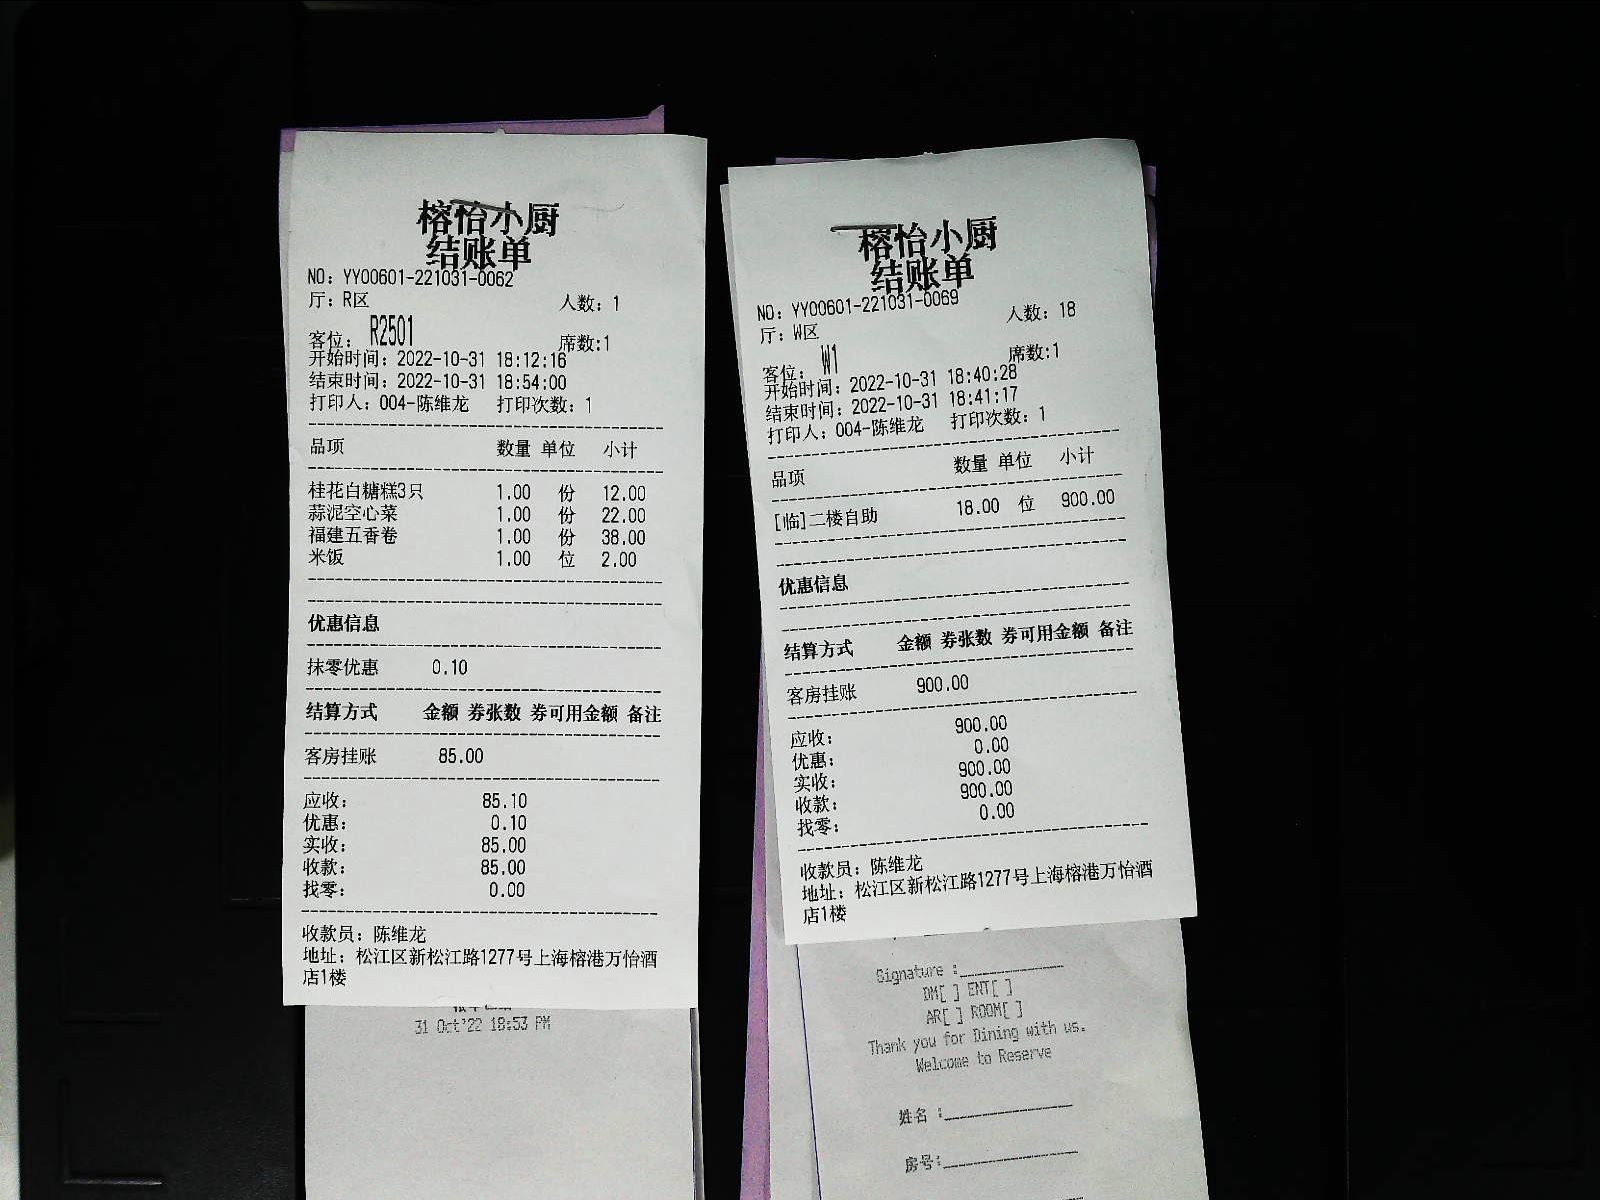 榕怡小厨
结账单
NO: YY00601-221031-0062
厅: R区 人数: 1
客位: R2501 席数:1
开始时间: 2022-10-31 18:12:16
结束时间: 2022-10-31 18:54:00
打印人: 004-陈维龙 打印次数: 1
品项 数量 单位 小计
桂花白糖糕3只 1.00 份 12.00
蒜泥空心菜 1.00 份 22.00
福建五香卷 1.00 份 38.00
米饭 1.00 位 2.00
优惠信息
抹零优惠 0.10
结算方式 金额 券张数 券可用金额 备注
客房挂账 85.00
应收: 85.10
优惠: 0.10
实收: 85.00
收款: 85.00
找零: 0.00
收款员: 陈维龙
地址: 松江区新松江路1277号上海榕港万怡酒
店1楼
31 Oct'22 18:53 PM
榕怡小厨
结账单
NO: YY00601-221031-0069
厅: W区 人数: 18
客位: W1 席数:1
开始时间: 2022-10-31 18:40:28
结束时间: 2022-10-31 18:41:17
打印人: 004-陈维龙 打印次数: 1
品项 数量 单位 小计
[临]二楼自助 18.00 位 900.00
优惠信息
结算方式 金额 券张数 券可用金额 备注
客房挂账 900.00
应收: 900.00
优惠: 0.00
实收: 900.00
收款: 900.00
找零: 0.00
收款员: 陈维龙
地址: 松江区新松江路1277号上海榕港万怡酒
店1楼
Signature :
DM[ ] ENT[ ]
AR[ ] ROOM[ ]
Thank you for Dining with us.
Welcome to Reserve
姓名 :
房号: